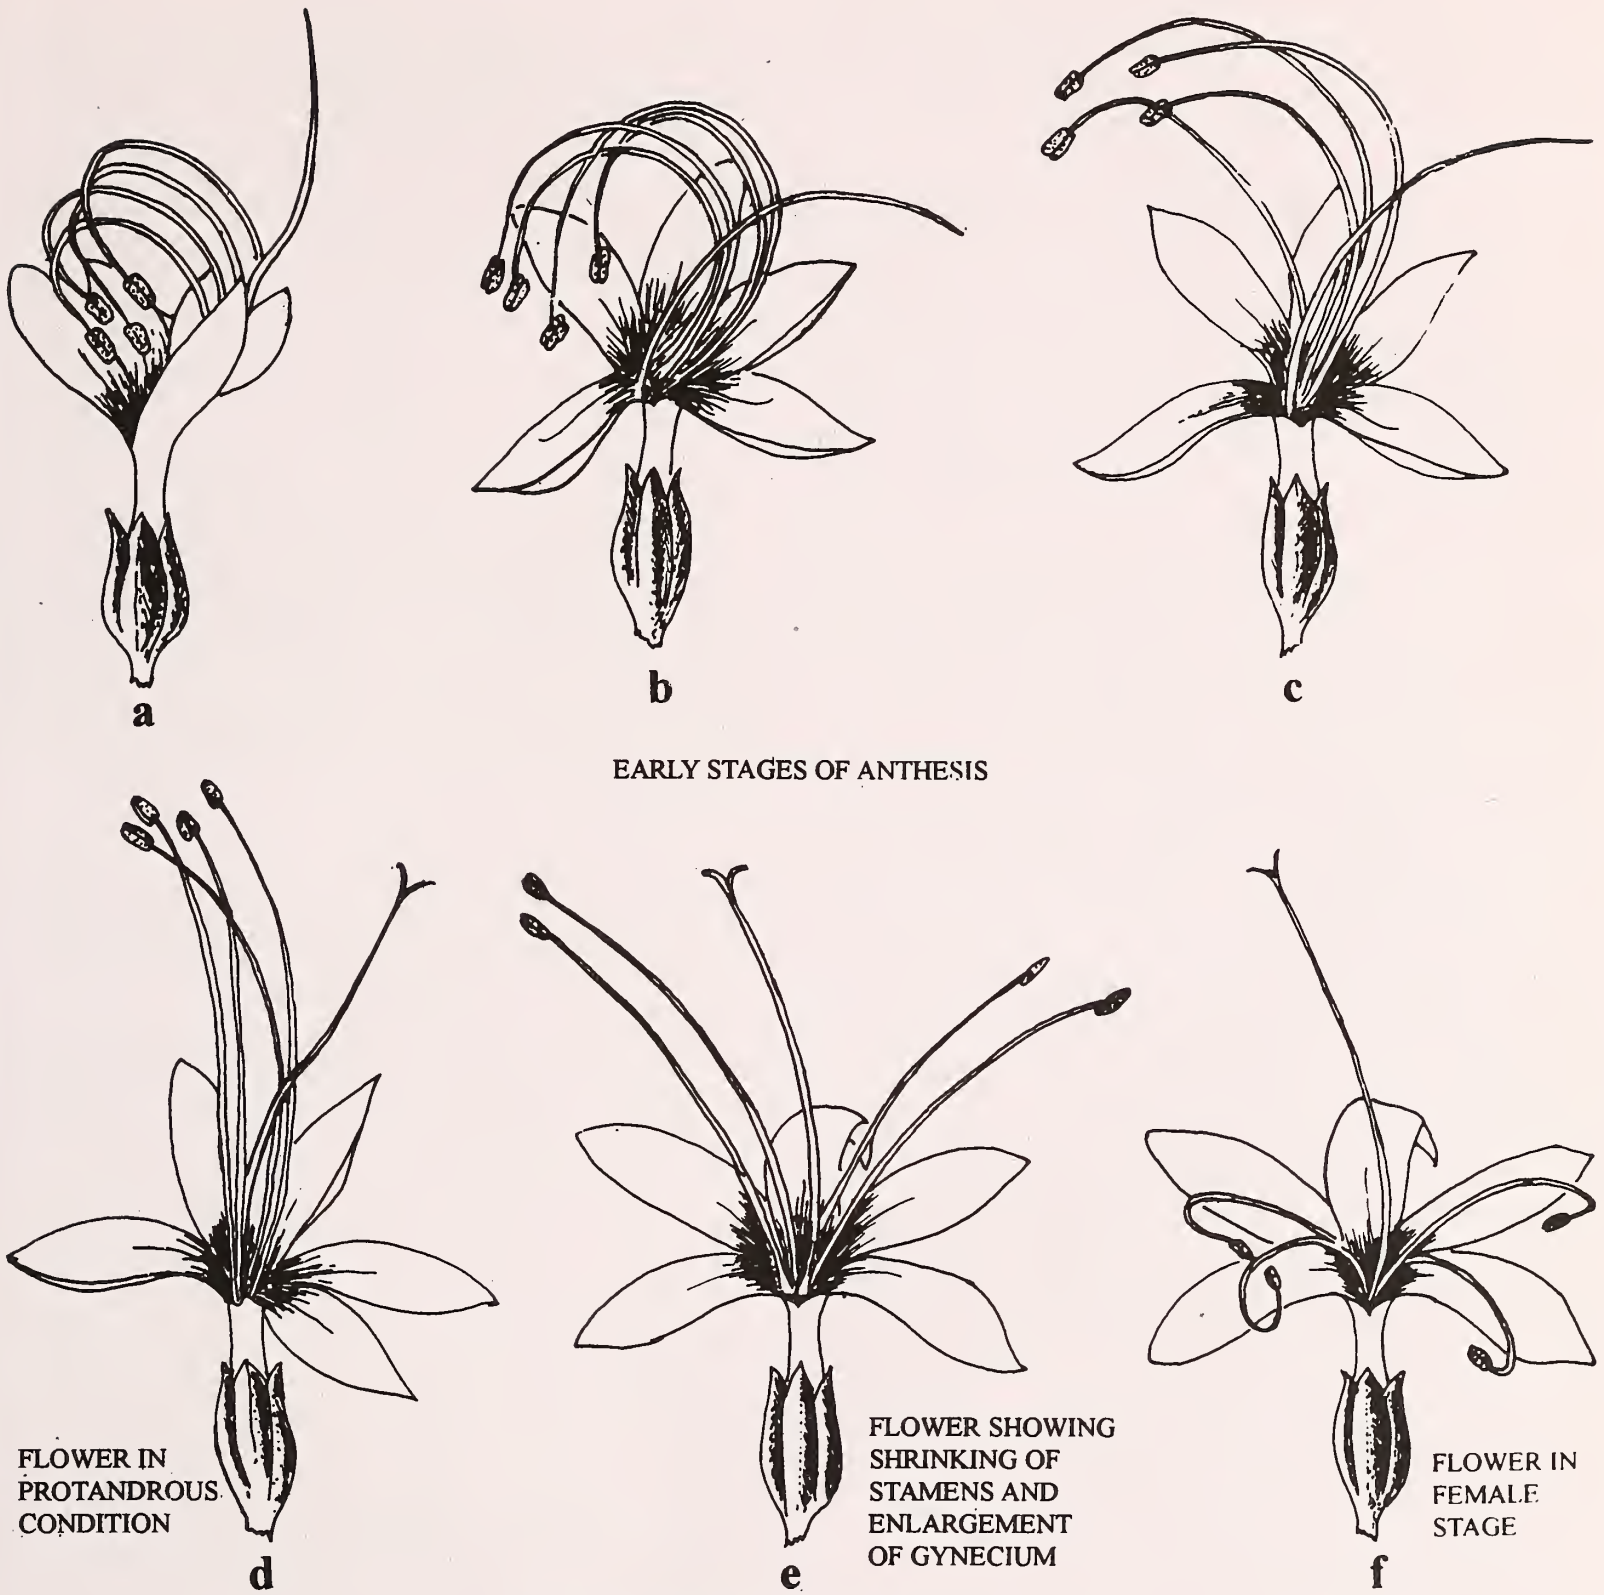 a
b
c
EARLY STAGES OF ANTHESIS
FLOWER IN
PROTANDROUS
CONDITION
d
FLOWER SHOWING
SHRINKING OF
STAMENS AND
ENLARGEMENT
OF GYNECIUM
e
FLOWER IN
FEMALE
STAGE
f